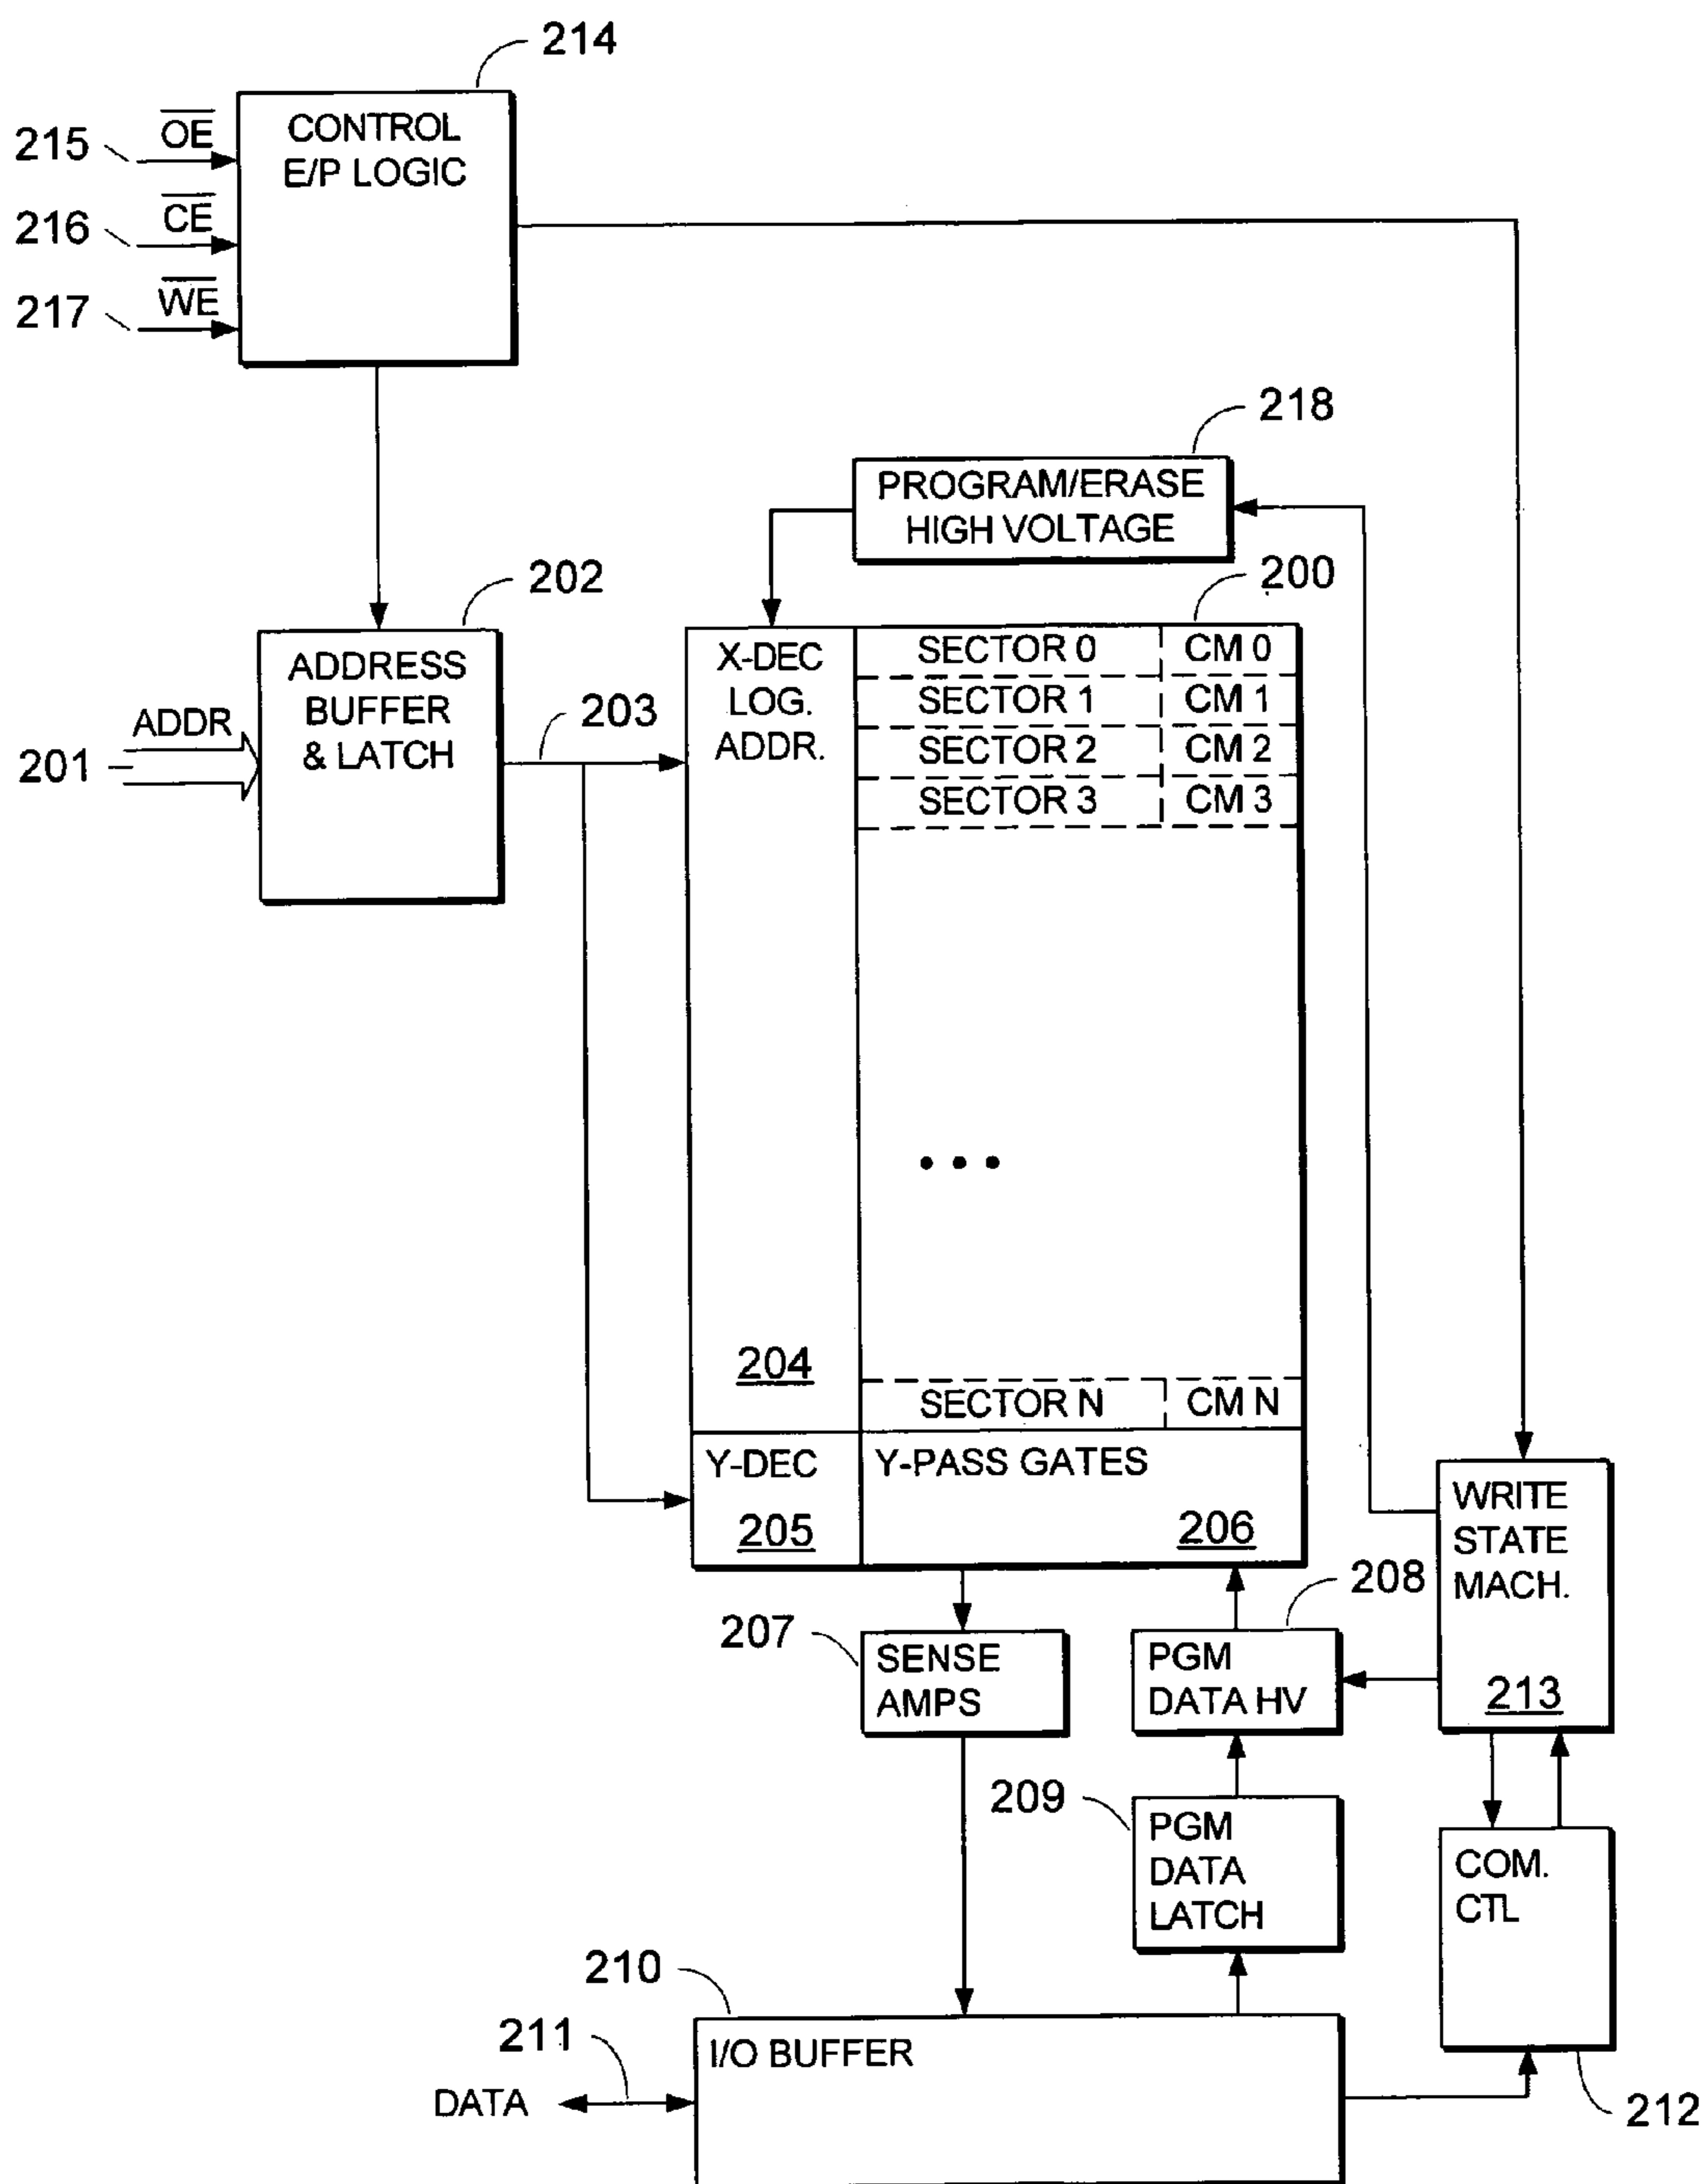 214
CONTROL
E/P LOGIC
215
OE
216
CE
217
WE
218
PROGRAM/ERASE
HIGH VOLTAGE
200
202
ADDRESS
BUFFER
& LATCH
ADDR
201
203
X-DEC
LOG.
ADDR.
SECTOR 0 CM 0
SECTOR 1 CM 1
SECTOR 2 CM 2
SECTOR 3 CM 3
• • •
204
SECTOR N CM N
Y-DEC
205
Y-PASS GATES
206
WRITE
STATE
MACH.
213
207
SENSE
AMPS
208
PGM
DATA HV
209
PGM
DATA
LATCH
COM.
CTL
212
210
I/O BUFFER
211
DATA